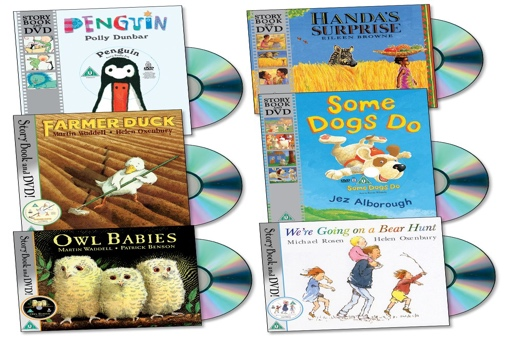 STORY
BOOK
and
DVD
PENGUIN
Polly Dunbar
Penguin
STORY
BOOK
and
DVD
HANDA'S
SURPRISE
EILEEN BROWNE
Story Book and DVD!
FARMER DUCK
Martin Waddell • Helen Oxenbury
STORY
BOOK
and
DVD
Some
Dogs Do
Some Dogs Do
Jez Alborough
Story Book and DVD!
OWL BABIES
MARTIN WADDELL • PATRICK BENSON
Story Book and DVD!
We're Going on a Bear Hunt
Michael Rosen Helen Oxenbury